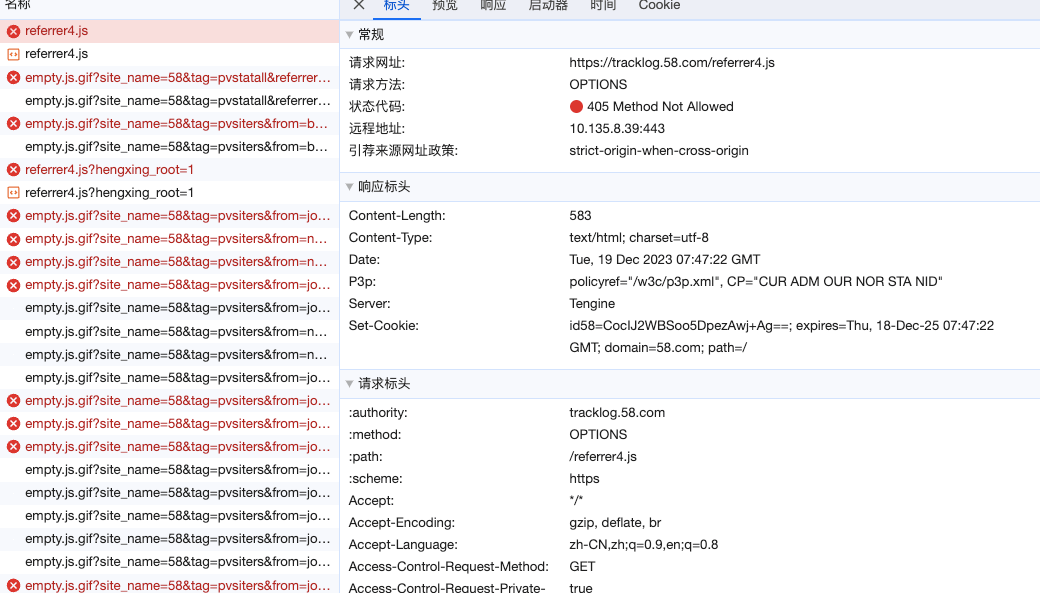 名称
referrer4.js
referrer4.js
empty.js.gif?site_name=58&tag=pvstatall&referrer…
empty.js.gif?site_name=58&tag=pvstatall&referrer…
empty.js.gif?site_name=58&tag=pvsiters&from=b…
empty.js.gif?site_name=58&tag=pvsiters&from=b…
referrer4.js?hengxing_root=1
referrer4.js?hengxing_root=1
empty.js.gif?site_name=58&tag=pvsiters&from=jo…
empty.js.gif?site_name=58&tag=pvsiters&from=n…
empty.js.gif?site_name=58&tag=pvsiters&from=n…
empty.js.gif?site_name=58&tag=pvsiters&from=jo…
empty.js.gif?site_name=58&tag=pvsiters&from=jo…
empty.js.gif?site_name=58&tag=pvsiters&from=n…
empty.js.gif?site_name=58&tag=pvsiters&from=n…
empty.js.gif?site_name=58&tag=pvsiters&from=jo…
empty.js.gif?site_name=58&tag=pvsiters&from=jo…
empty.js.gif?site_name=58&tag=pvsiters&from=jo…
empty.js.gif?site_name=58&tag=pvsiters&from=jo…
empty.js.gif?site_name=58&tag=pvsiters&from=jo…
empty.js.gif?site_name=58&tag=pvsiters&from=jo…
empty.js.gif?site_name=58&tag=pvsiters&from=jo…
empty.js.gif?site_name=58&tag=pvsiters&from=jo…
empty.js.gif?site_name=58&tag=pvsiters&from=jo…
empty.js.gif?site_name=58&tag=pvsiters&from=jo…
标头 预览 响应 启动器 时间 Cookie
常规
请求网址: https://tracklog.58.com/referrer4.js
请求方法: OPTIONS
状态代码: 405 Method Not Allowed
远程地址: 10.135.8.39:443
引荐来源网址政策: strict-origin-when-cross-origin
响应标头
Content-Length: 583
Content-Type: text/html; charset=utf-8
Date: Tue, 19 Dec 2023 07:47:22 GMT
P3p: policyref="/w3c/p3p.xml", CP="CUR ADM OUR NOR STA NID"
Server: Tengine
Set-Cookie: id58=CocIJ2WBSoo5DpezAwj+Ag==; expires=Thu, 18-Dec-25 07:47:22
GMT; domain=58.com; path=/
请求标头
:authority: tracklog.58.com
:method: OPTIONS
:path: /referrer4.js
:scheme: https
Accept: */*
Accept-Encoding: gzip, deflate, br
Accept-Language: zh-CN,zh;q=0.9,en;q=0.8
Access-Control-Request-Method: GET
Access-Control-Request-Private- true